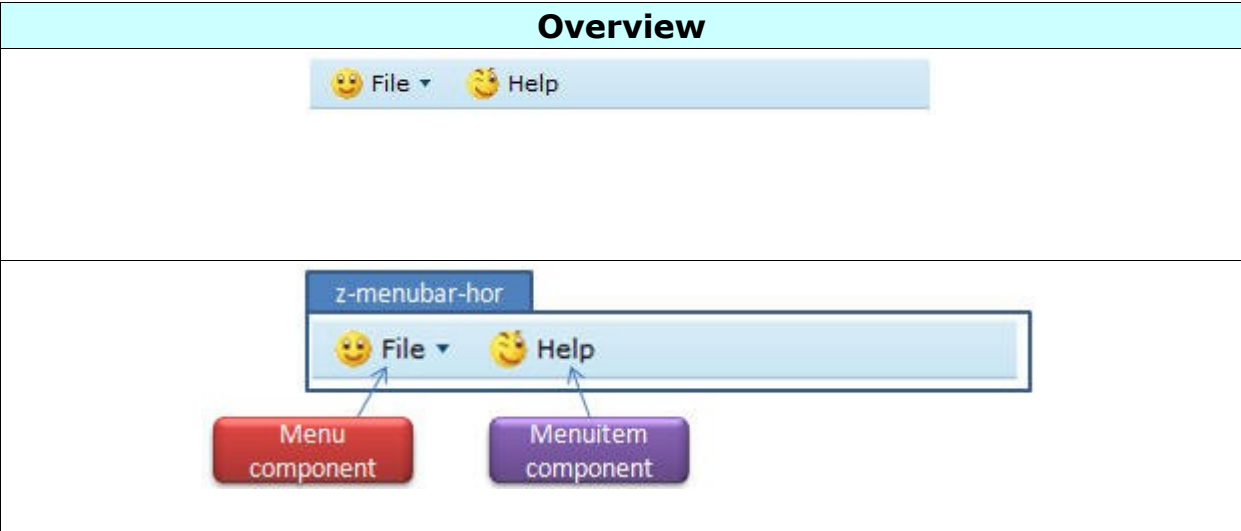 Overview
File Help
z-menubar-hor
File Help
Menu Menuitem
component component